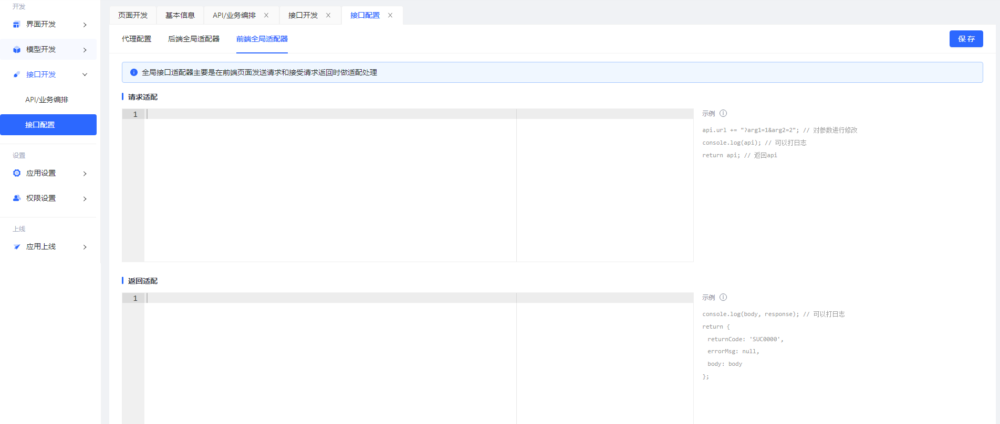 开发
界面开发
模型开发
接口开发
API/业务编排
接口配置
设置
应用设置
权限设置
上线
应用上线
页面开发 基本信息 API/业务编排 接口开发 接口配置
代理配置 后端全局适配器 前端全局适配器 保存
全局接口适配器主要是在前端页面发送请求和接受请求返回时做适配处理
请求适配
1
示例
api.url += "?arg1=1&arg2=2"; // 对参数进行修改
console.log(api); // 可以打日志
return api; // 返回api
返回适配
1
示例
console.log(body, response); // 可以打日志
return {
returnCode: 'SUC0000',
errorMsg: null,
body: body
};